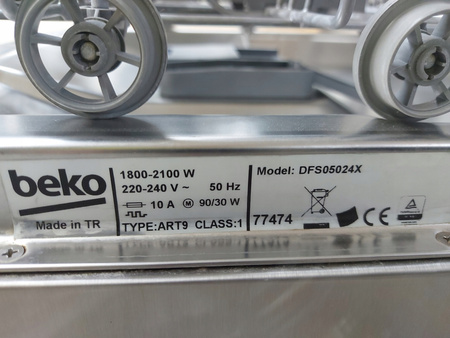 beko
Made in TR
1800-2100 W
220-240 V ~ 50 Hz
10 A M 90/30 W
TYPE:ART9 CLASS:1
Model: DFS05024X
77474
CE